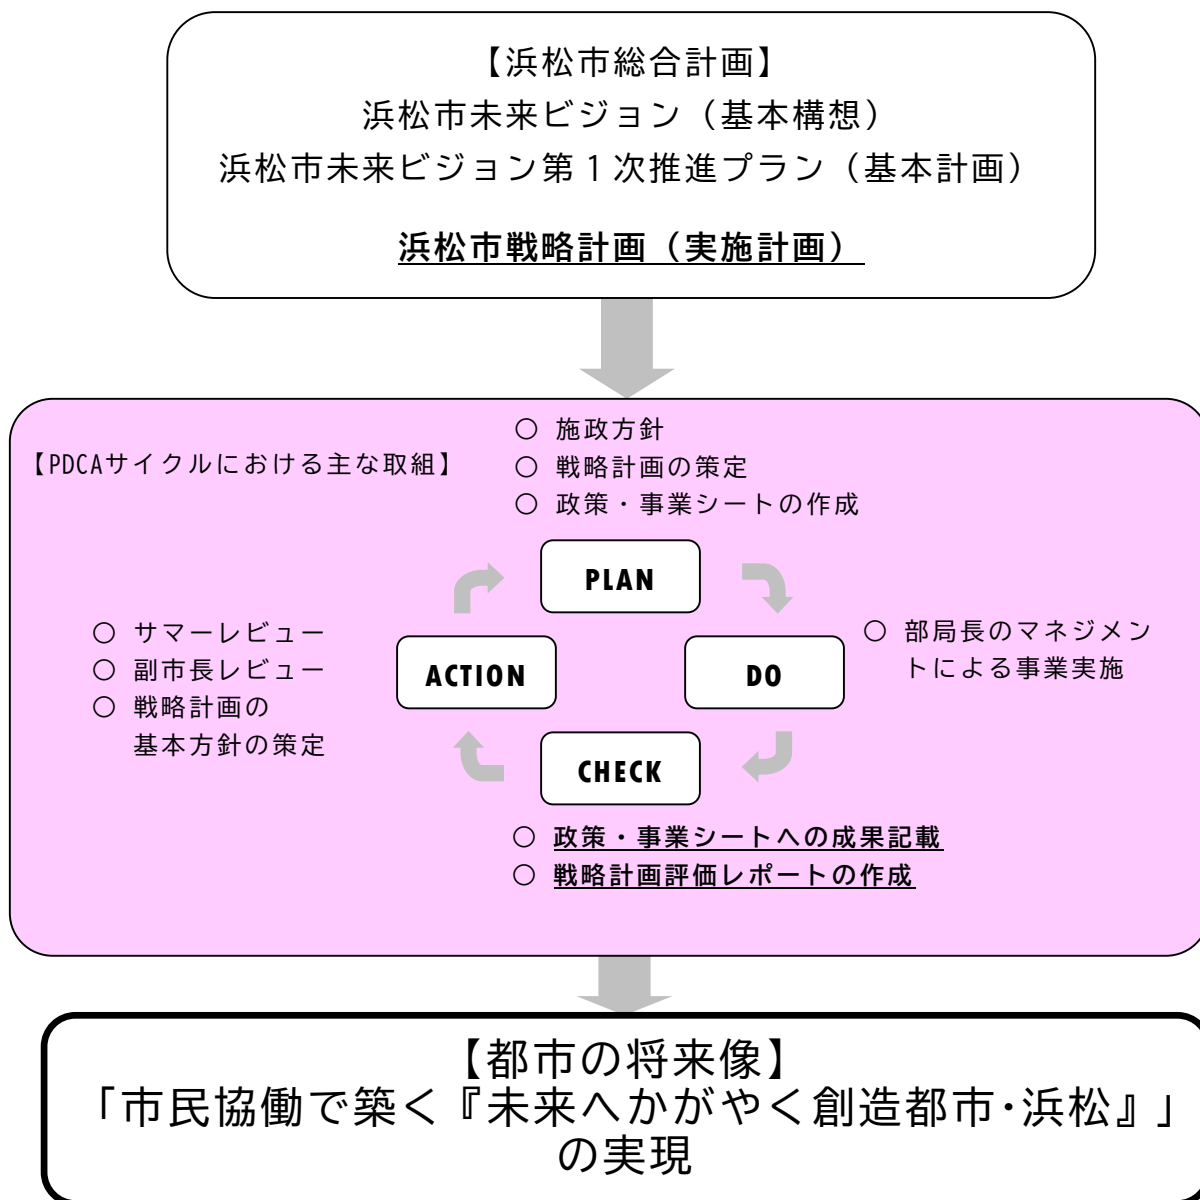 【浜松市総合計画】
浜松市未来ビジョン（基本構想）
浜松市未来ビジョン第１次推進プラン（基本計画）
浜松市戦略計画（実施計画）
【PDCAサイクルにおける主な取組】
○ 施政方針
○ 戦略計画の策定
○ 政策・事業シートの作成
PLAN
○ サマーレビュー
○ 副市長レビュー
○ 戦略計画の
基本方針の策定
ACTION
DO
○ 部局長のマネジメン
トによる事業実施
CHECK
○ 政策・事業シートへの成果記載
○ 戦略計画評価レポートの作成
【都市の将来像】
「市民協働で築く『未来へかがやく創造都市・浜松』」
の実現